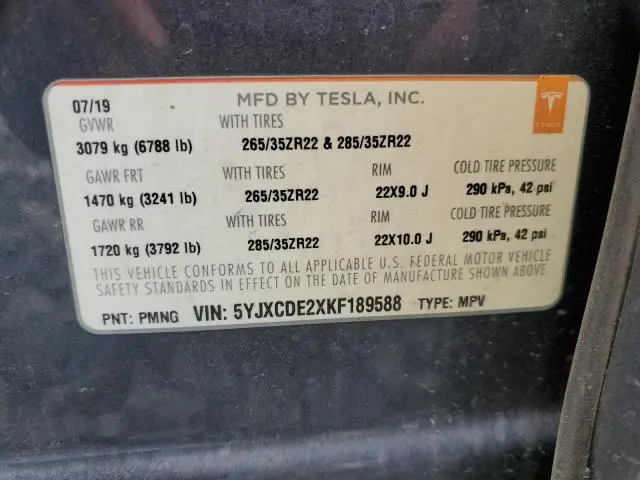 07/19 MFD BY TESLA, INC.
GVWR WITH TIRES
3079 kg (6788 lb) 265/35ZR22 & 285/35ZR22
GAWR FRT WITH TIRES RIM COLD TIRE PRESSURE
1470 kg (3241 lb) 265/35ZR22 22X9.0 J 290 kPa, 42 psi
GAWR RR WITH TIRES RIM COLD TIRE PRESSURE
1720 kg (3792 lb) 285/35ZR22 22X10.0 J 290 kPa, 42 psi
THIS VEHICLE CONFORMS TO ALL APPLICABLE U.S. FEDERAL MOTOR VEHICLE
SAFETY STANDARDS IN EFFECT ON THE DATE OF MANUFACTURE SHOWN ABOVE.
PNT: PMNG VIN: 5YJXCDE2XKF189588 TYPE: MPV
TESLA